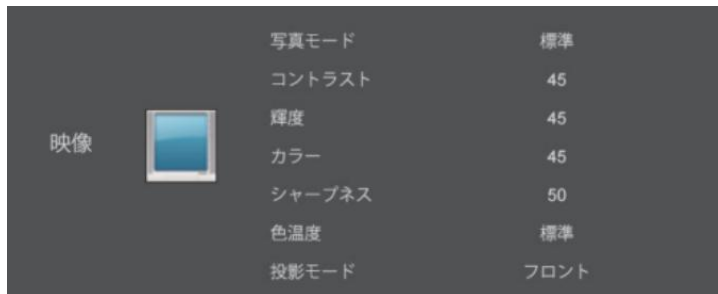 写真モード 標準
コントラスト 45
輝度 45
映像
カラー 45
シャープネス 50
色温度 標準
投影モード フロント